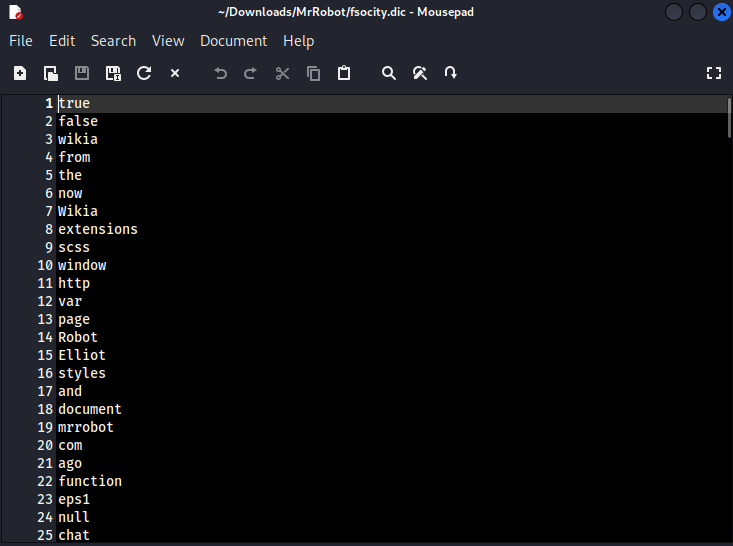 ~/Downloads/MrRobot/fsocity.dic - Mousepad
File Edit Search View Document Help
1 true
2 false
3 wikia
4 from
5 the
6 now
7 Wikia
8 extensions
9 scss
10 window
11 http
12 var
13 page
14 Robot
15 Elliot
16 styles
17 and
18 document
19 mrrobot
20 com
21 ago
22 function
23 eps1
24 null
25 chat